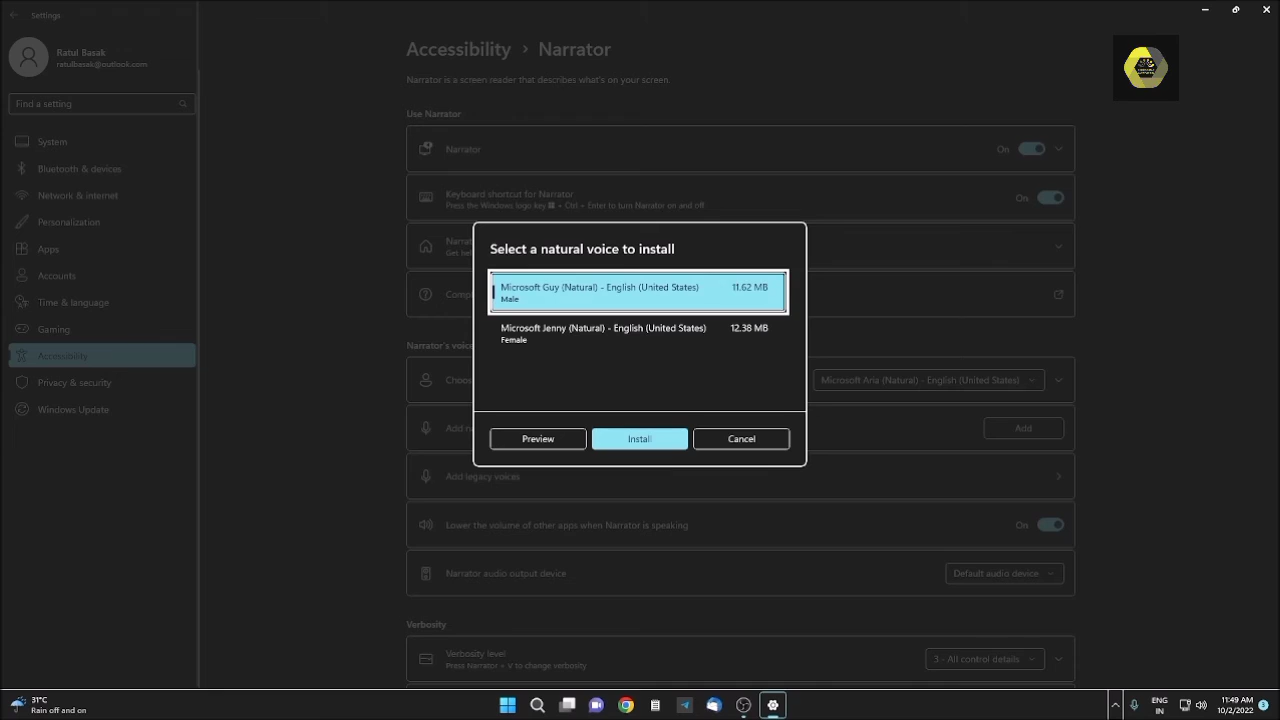 Settings
Ratul Basak
ratulbasak@outlook.com
Find a setting
System
Bluetooth & devices
Network & internet
Personalization
Apps
Accounts
Time & language
Gaming
Accessibility
Privacy & security
Windows Update
Accessibility > Narrator
Narrator is a screen reader that describes what's on your screen.
Use Narrator
Narrator
On
Keyboard shortcut for Narrator
Press the Windows logo key + Ctrl + Enter to turn Narrator on and off
On
Narrat
Get hel
Compl
Narrator's voice
Choos
Microsoft Aria (Natural) - English (United States)
Add n
Add
Add legacy voices
Lower the volume of other apps when Narrator is speaking
On
Narrator audio output device
Default audio device
Verbosity
Verbosity level
Press Narrator + V to change verbosity
3 - All control details
Select a natural voice to install
Microsoft Guy (Natural) - English (United States) 11.62 MB
Male
Microsoft Jenny (Natural) - English (United States) 12.38 MB
Female
Preview
Install
Cancel
31°C
Rain off and on
ENG
IN
11:49 AM
10/2/2022
3